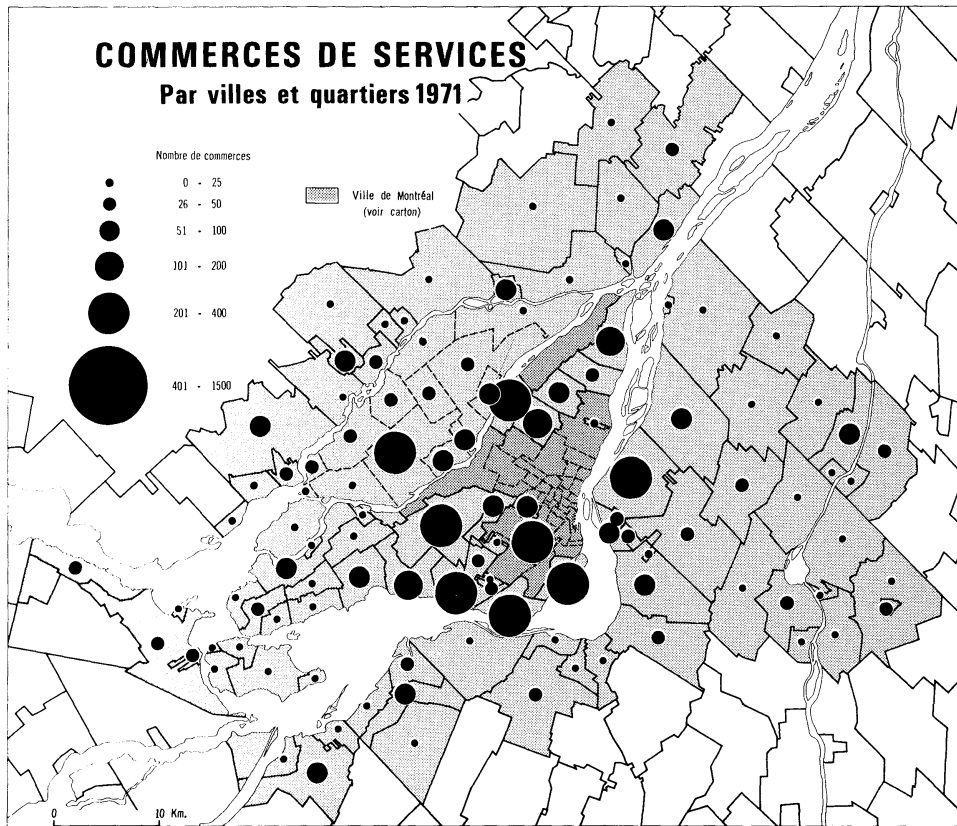 COMMERCES DE SERVICES
Par villes et quartiers 1971
Nombre de commerces
0 - 25
26 - 50
51 - 100
101 - 200
201 - 400
401 - 1500
Ville de Montréal
(voir carton)
0 10 Km.